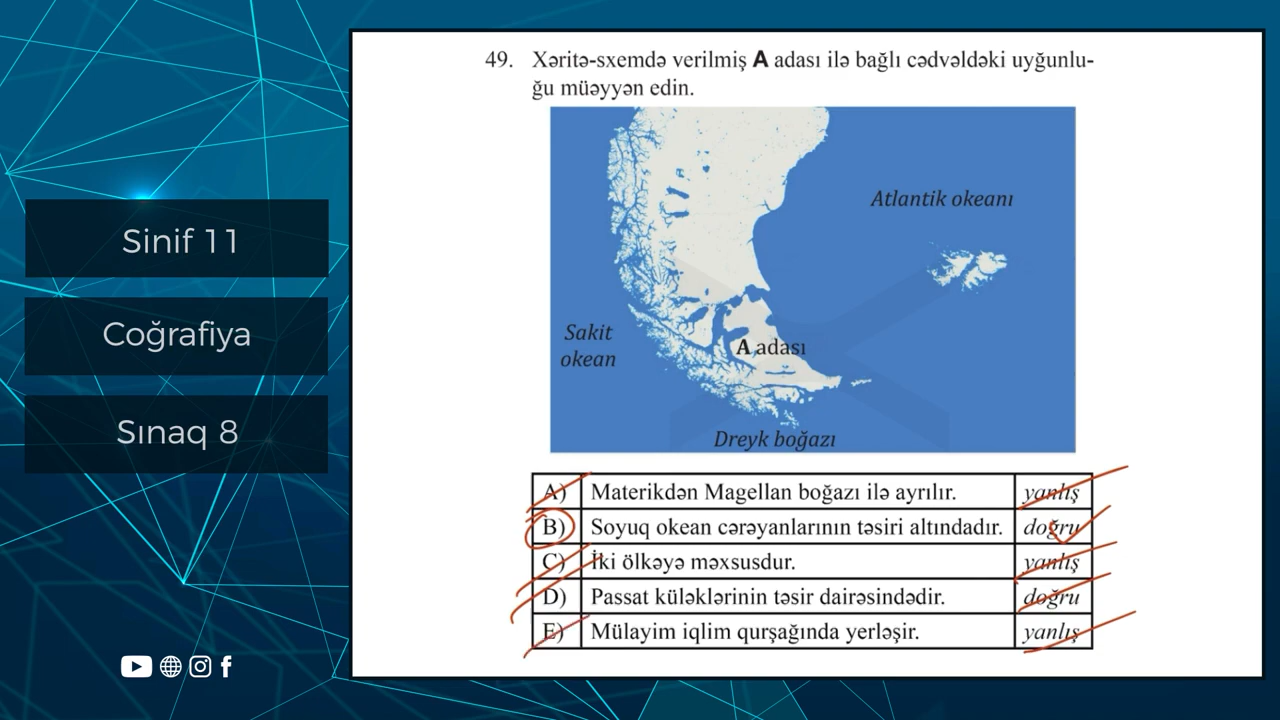 Sinif 11
Coğrafiya
Sınaq 8
49. Xəritə-sxemdə verilmiş A adası ilə bağlı cədvəldəki uyğunlu-
ğu müəyyən edin.
Atlantik okeanı
Sakit
okean
A adası
Dreyk boğazı
A) Materikdən Magellan boğazı ilə ayrılır. yanlış
B) Soyuq okean cərəyanlarının təsiri altındadır. doğru
C) İki ölkəyə məxsusdur. yanlış
D) Passat küləklərinin təsir dairəsindədir. doğru
E) Mülayim iqlim qurşağında yerləşir. yanlış